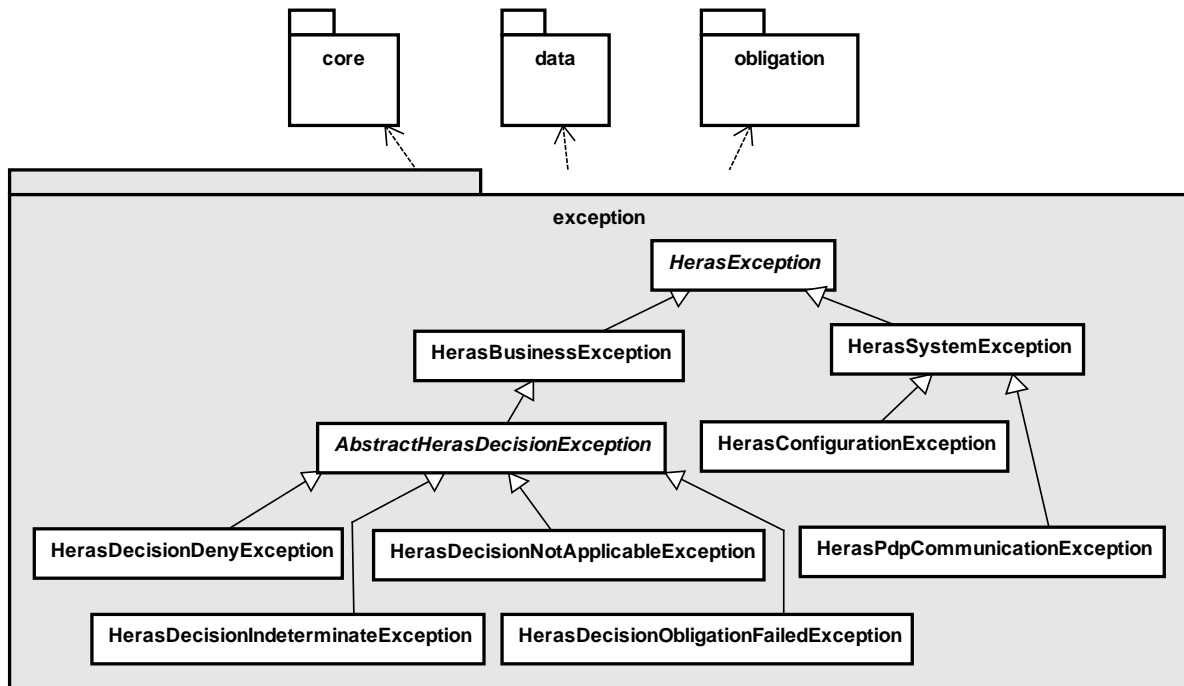 core
data
obligation
exception
HerasException
HerasBusinessException
HerasSystemException
AbstractHerasDecisionException
HerasConfigurationException
HerasDecisionDenyException
HerasDecisionNotApplicableException
HerasPdpCommunicationException
HerasDecisionIndeterminateException
HerasDecisionObligationFailedException